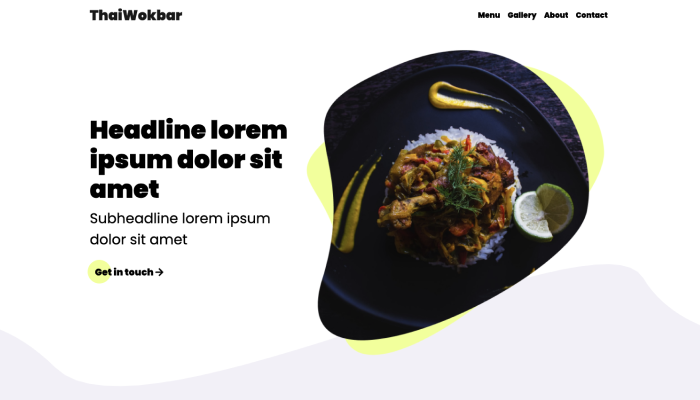 ThaiWokbar
Menu Gallery About Contact
Headline lorem
ipsum dolor sit
amet
Subheadline lorem ipsum
dolor sit amet
Get in touch →